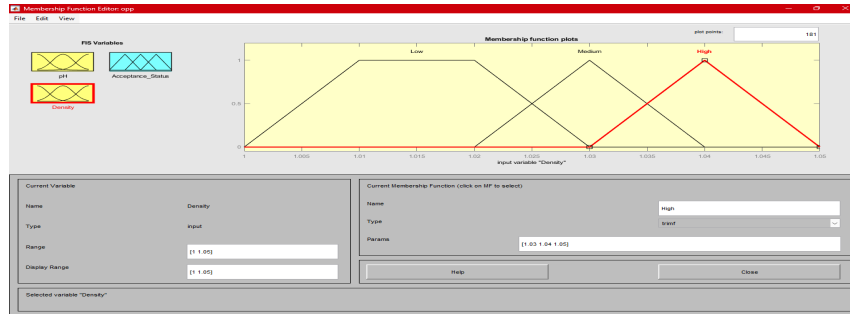 Membership Function Editor: opp
File Edit View
FIS Variables
pH
Acceptance_Status
Density
Membership function plots
plot points:
181
Low
Medium
High
1
0.5
0
1
1.005
1.01
1.015
1.02
1.025
1.03
1.035
1.04
1.045
1.05
input variable "Density"
Current Variable
Name Density
Type input
Range [1 1.05]
Display Range [1 1.05]
Current Membership Function (click on MF to select)
Name High
Type trimf
Params [1.03 1.04 1.05]
Help
Close
Selected variable "Density"